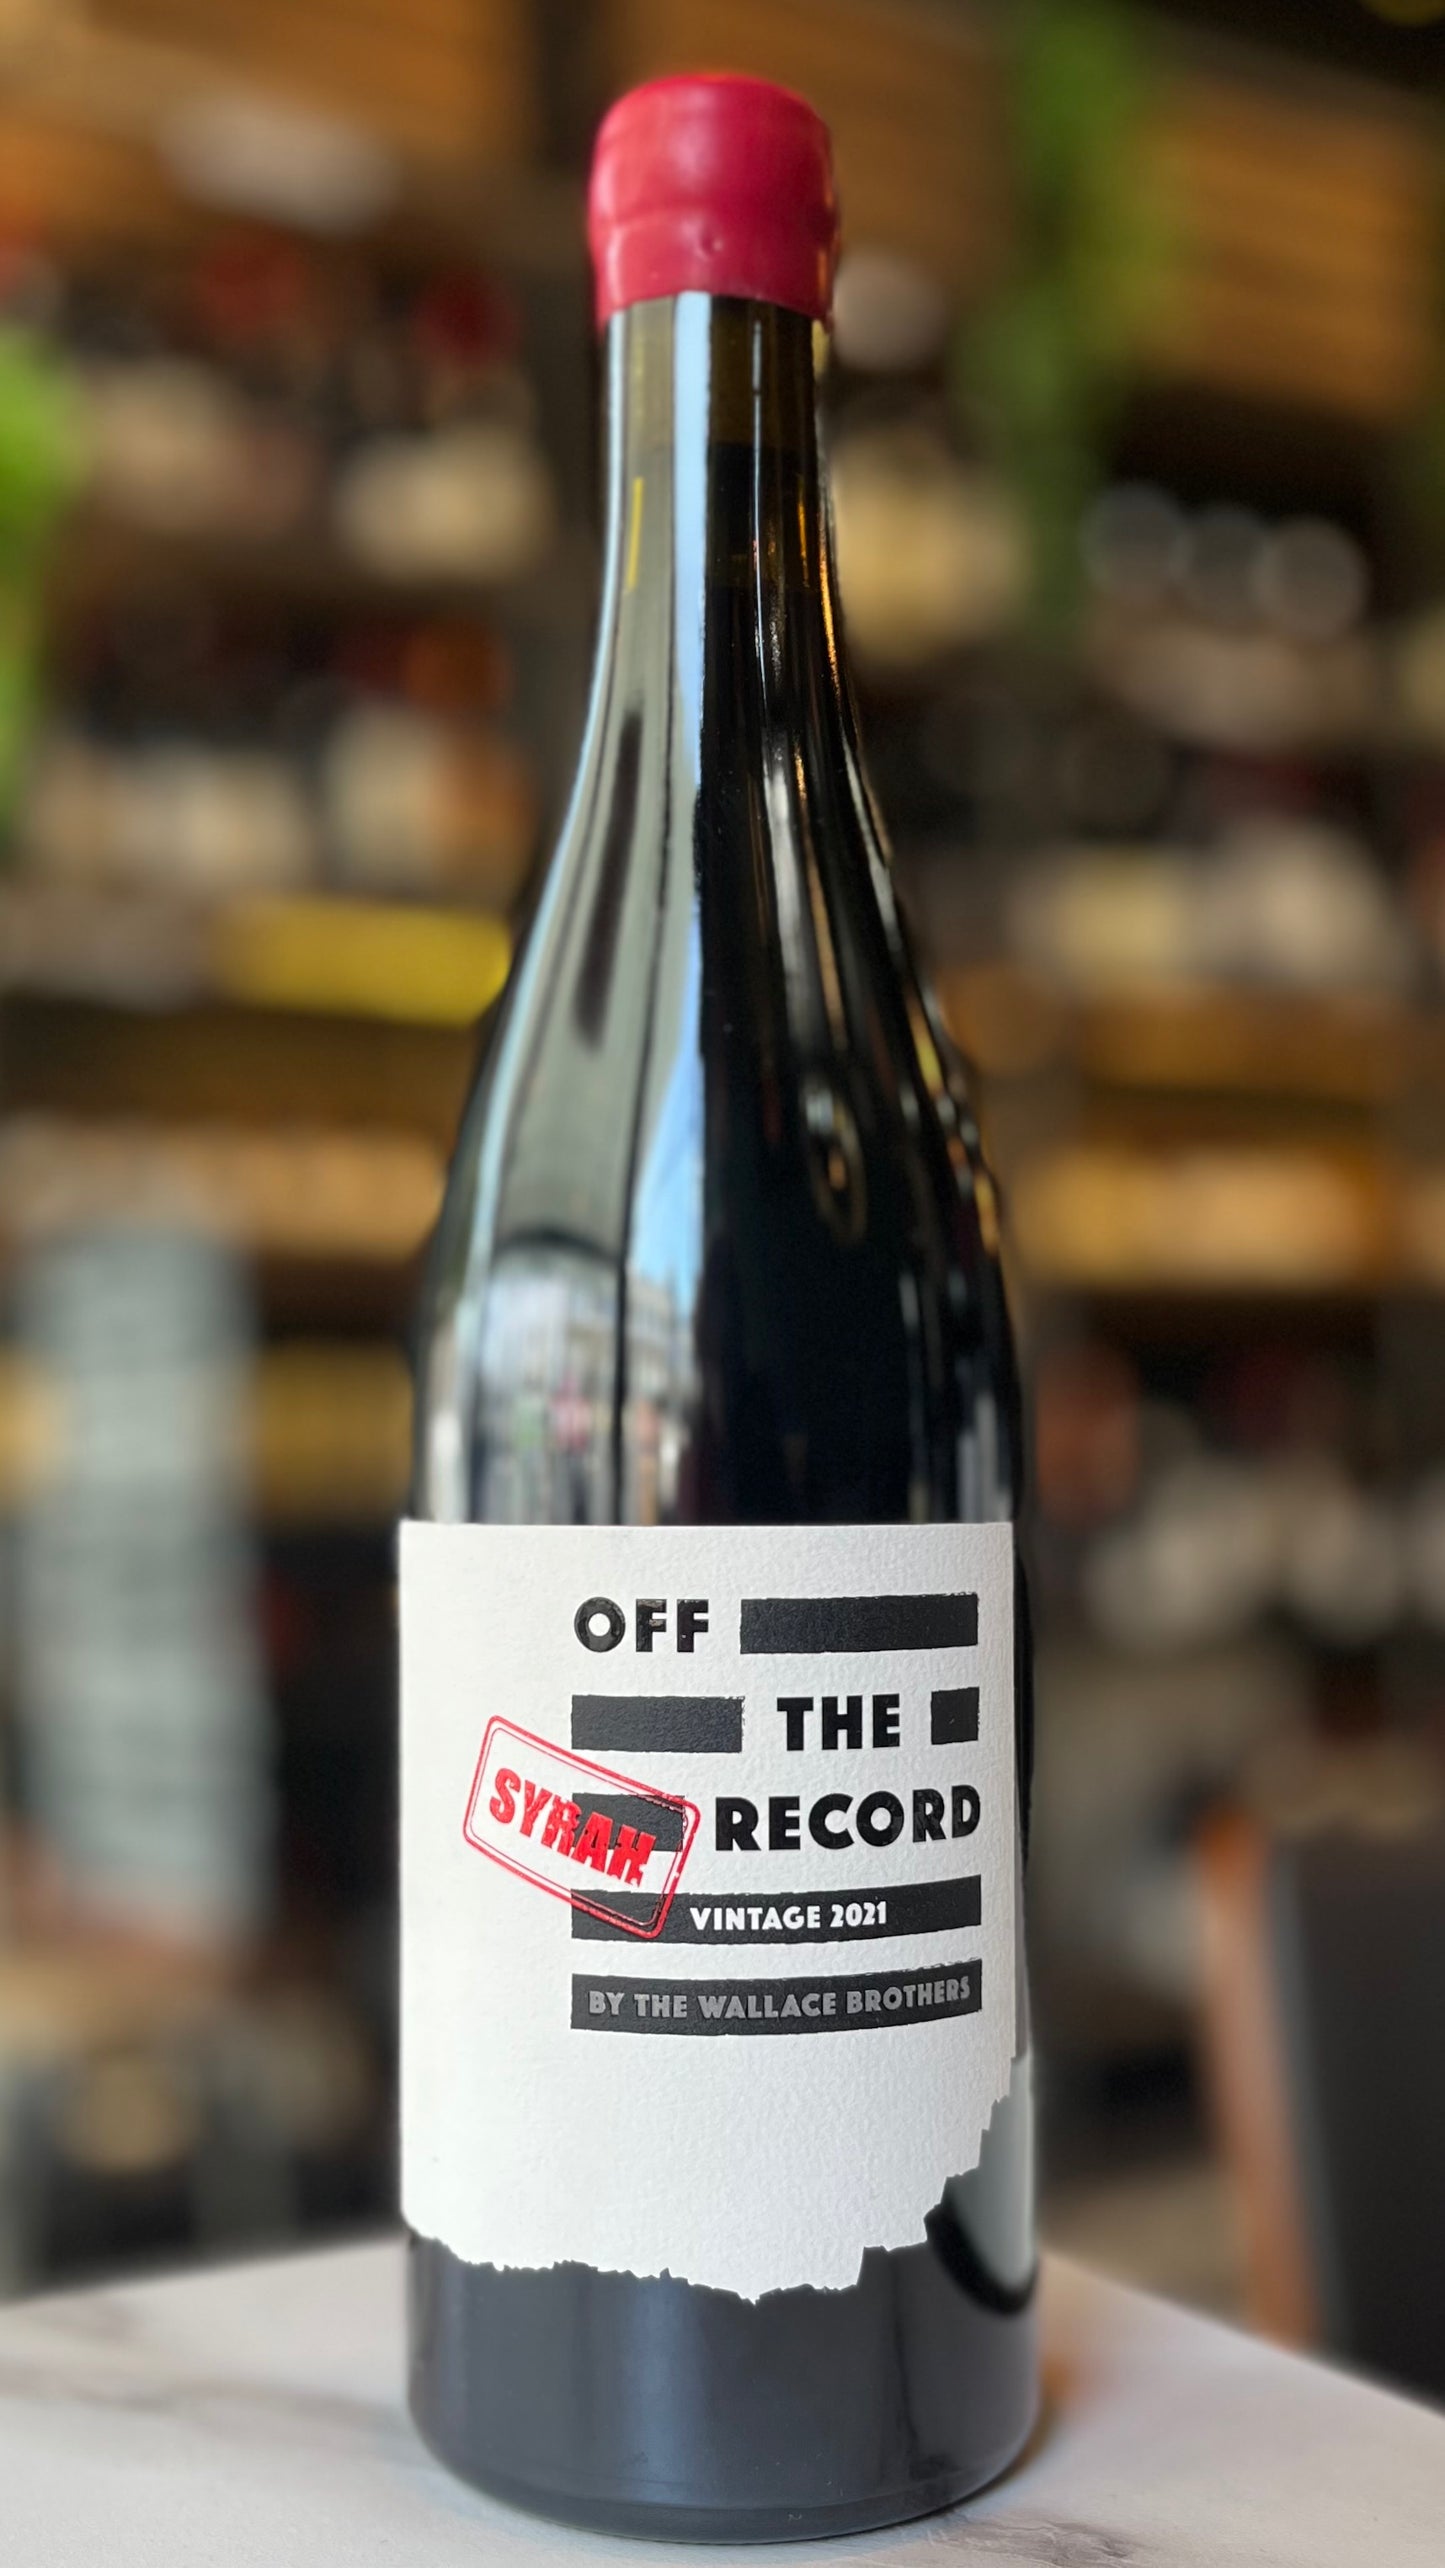 OFF
THE
SYRAH
RECORD
VINTAGE 2021
BY THE WALLACE BROTHERS